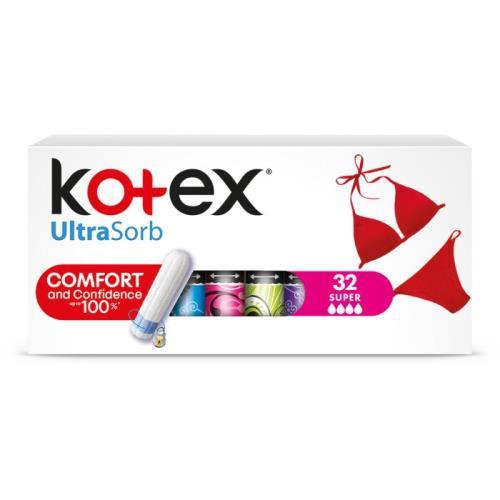 kotex®
UltraSorb
COMFORT
and Confidence
up to 100%*
32
SUPER